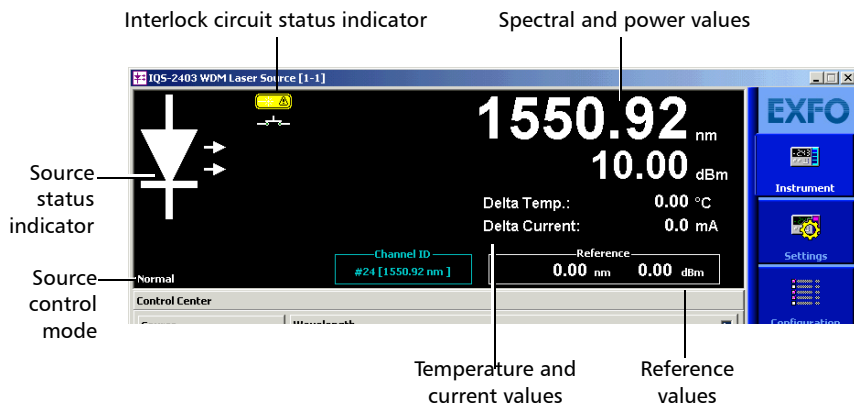 Interlock circuit status indicator
Spectral and power values
IQS-2403 WDM Laser Source [1-1]
1550.92 nm
EXFO
10.00 dBm
Instrument
Source
status
indicator
Delta Temp.: 0.00 °C
Delta Current: 0.0 mA
Settings
Channel ID
#24 [1550.92 nm ]
Reference
0.00 nm 0.00 dBm
Normal
Source
control
mode
Control Center
Configuration
Wavelength
Temperature and
current values
Reference
values